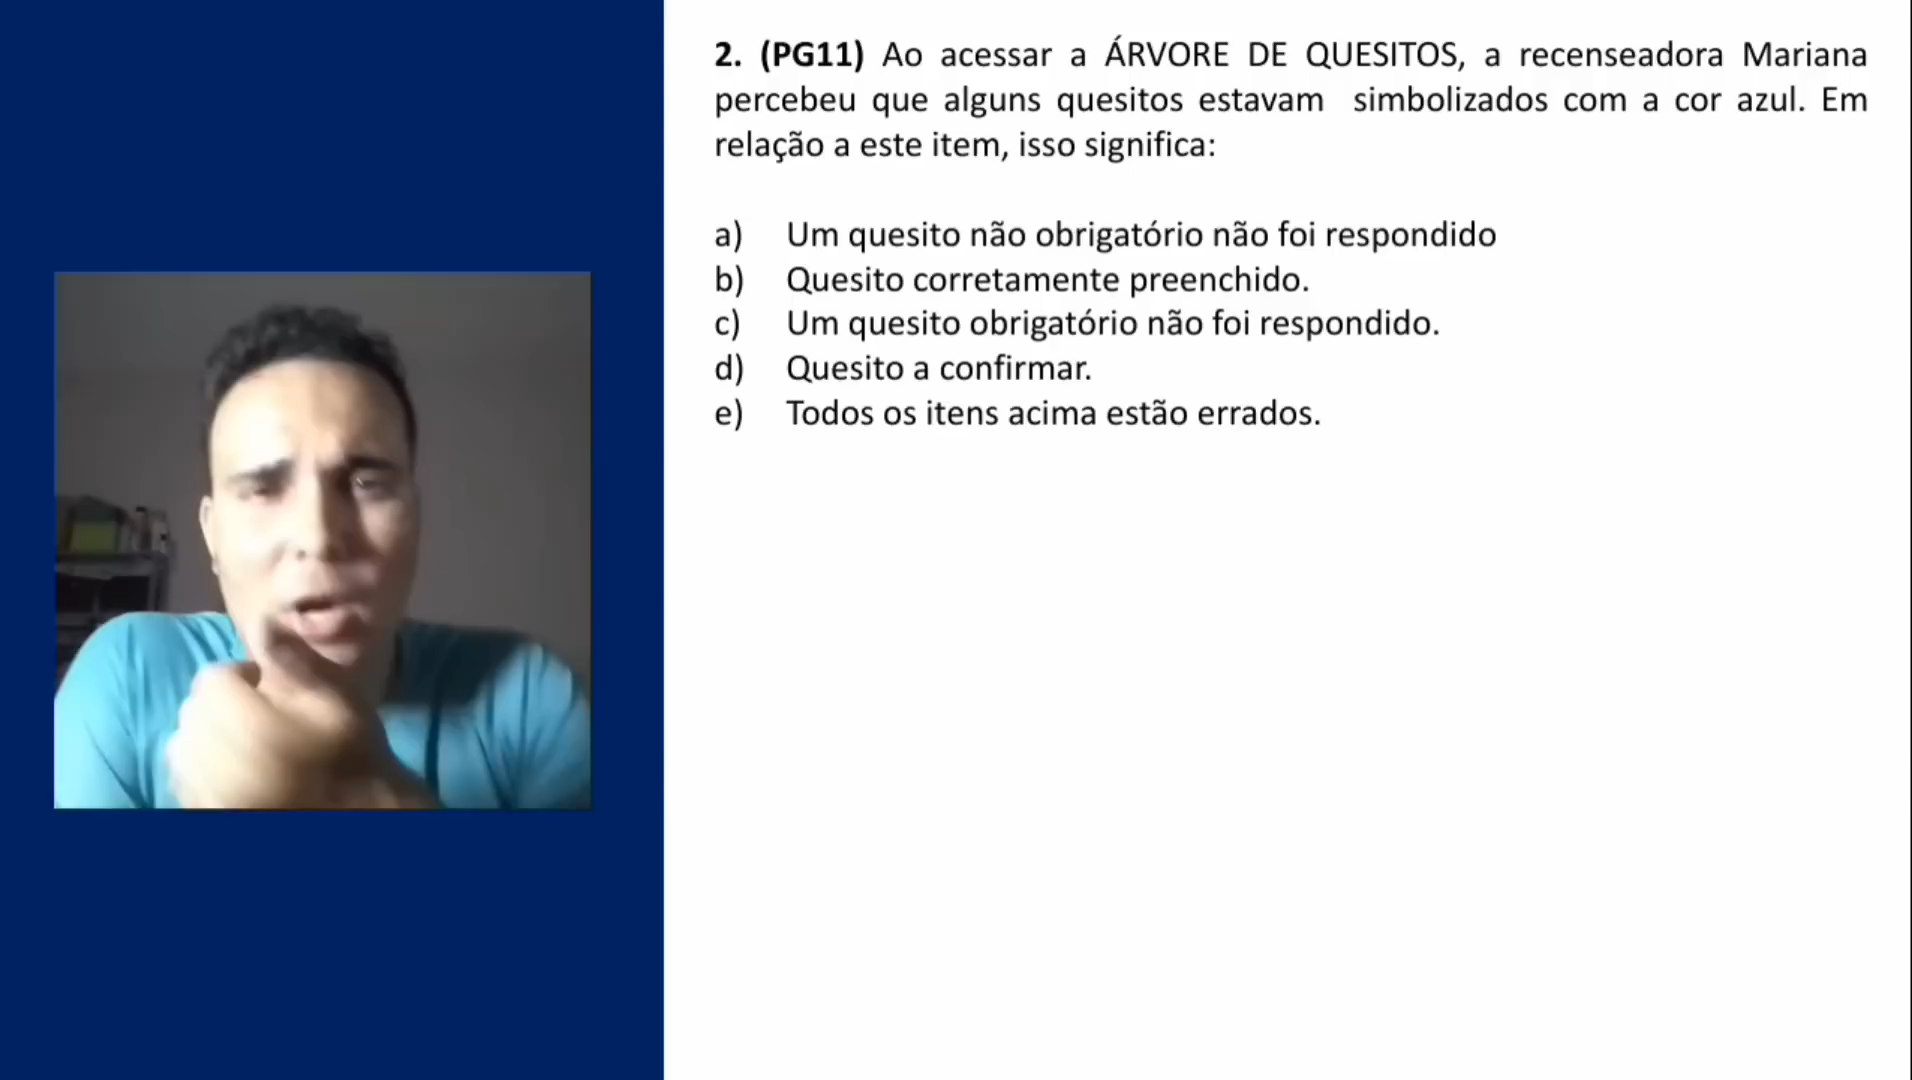 2. (PG11) Ao acessar a ÁRVORE DE QUESITOS, a recenseadora Mariana
percebeu que alguns quesitos estavam simbolizados com a cor azul. Em
relação a este item, isso significa:
a) Um quesito não obrigatório não foi respondido
b) Quesito corretamente preenchido.
c) Um quesito obrigatório não foi respondido.
d) Quesito a confirmar.
e) Todos os itens acima estão errados.